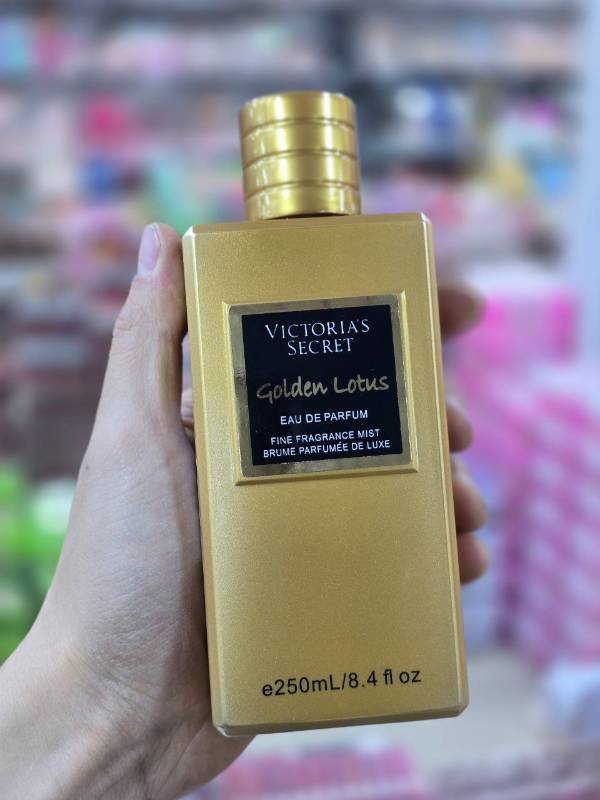 VICTORIA'S
SECRET
Golden Lotus
EAU DE PARFUM
FINE FRAGRANCE MIST
BRUME PARFUMÉE DE LUXE
e250mL/8.4 fl oz